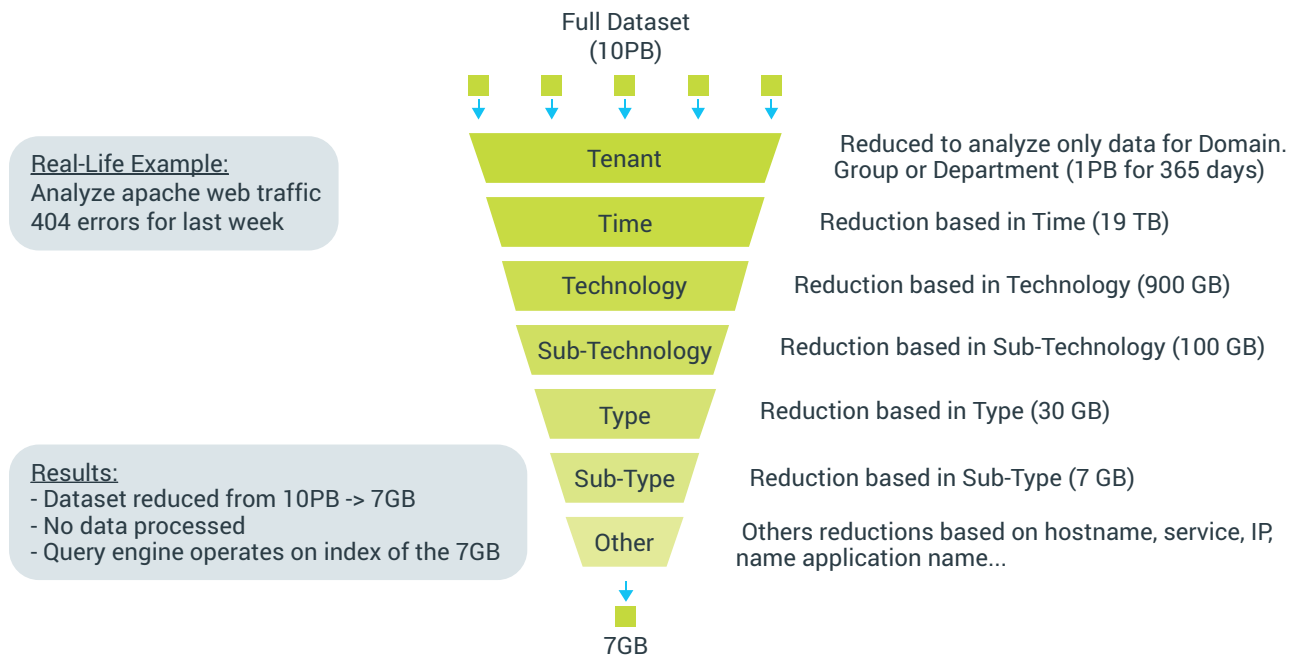 Full Dataset
(10PB)
Real-Life Example:
Analyze apache web traffic
404 errors for last week
Tenant
Reduced to analyze only data for Domain.
Group or Department (1PB for 365 days)
Time
Reduction based in Time (19 TB)
Technology
Reduction based in Technology (900 GB)
Sub-Technology
Reduction based in Sub-Technology (100 GB)
Type
Reduction based in Type (30 GB)
Results:
- Dataset reduced from 10PB -> 7GB
- No data processed
- Query engine operates on index of the 7GB
Sub-Type
Reduction based in Sub-Type (7 GB)
Other
Others reductions based on hostname, service, IP,
name application name...
7GB